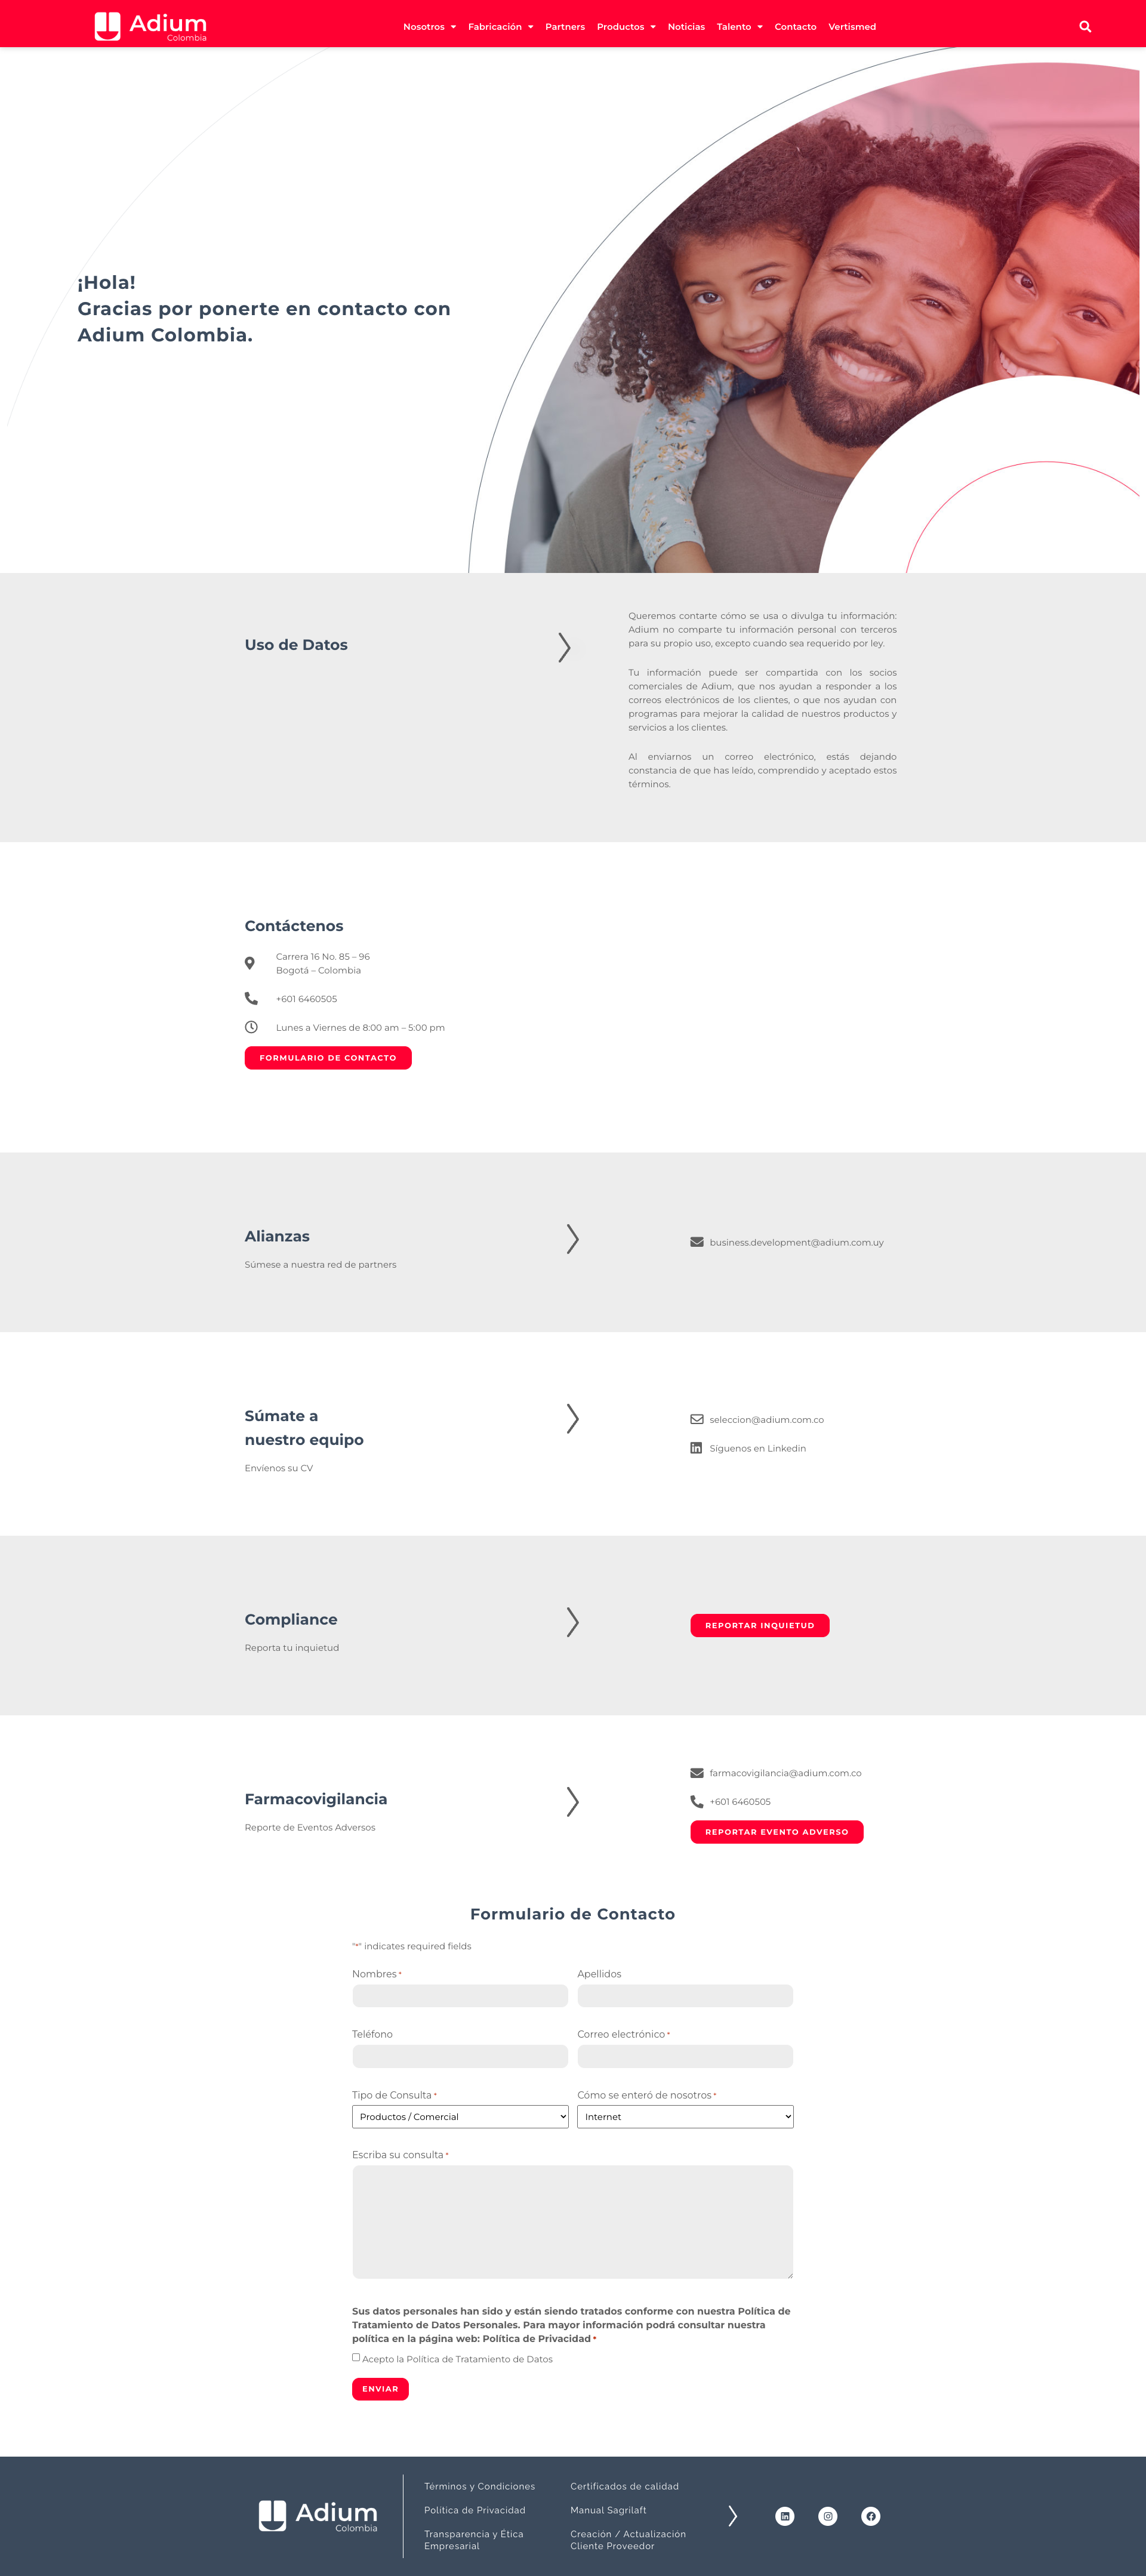 Adium
Colombia
Nosotros
Fabricación
Partners
Productos
Noticias
Talento
Contacto
Vertismed
¡Hola!
Gracias por ponerte en contacto con
Adium Colombia.
Uso de Datos
Queremos contarte cómo se usa o divulga tu información:
Adium no comparte tu información personal con terceros
para su propio uso, excepto cuando sea requerido por ley.
Tu información puede ser compartida con los socios
comerciales de Adium, que nos ayudan a responder a los
correos electrónicos de los clientes, o que nos ayudan con
programas para mejorar la calidad de nuestros productos y
servicios a los clientes.
Al enviarnos un correo electrónico, estás dejando
constancia de que has leído, comprendido y aceptado estos
términos.
Contáctenos
Carrera 16 No. 85 – 96
Bogotá – Colombia
+601 6460505
Lunes a Viernes de 8:00 am – 5:00 pm
FORMULARIO DE CONTACTO
Alianzas
Súmese a nuestra red de partners
business.development@adium.com.uy
Súmate a
nuestro equipo
Envíenos su CV
seleccion@adium.com.co
Síguenos en Linkedin
Compliance
Reporta tu inquietud
REPORTAR INQUIETUD
Farmacovigilancia
Reporte de Eventos Adversos
farmacovigilancia@adium.com.co
+601 6460505
REPORTAR EVENTO ADVERSO
Formulario de Contacto
"*" indicates required fields
Nombres *
Apellidos
Teléfono
Correo electrónico *
Tipo de Consulta *
Cómo se enteró de nosotros *
Productos / Comercial
Internet
Escriba su consulta *
Sus datos personales han sido y están siendo tratados conforme con nuestra Política de
Tratamiento de Datos Personales. Para mayor información podrá consultar nuestra
política en la página web: Política de Privacidad *
Acepto la Política de Tratamiento de Datos
ENVIAR
Adium
Colombia
Términos y Condiciones
Política de Privacidad
Transparencia y Ética
Empresarial
Certificados de calidad
Manual Sagrilaft
Creación / Actualización
Cliente Proveedor